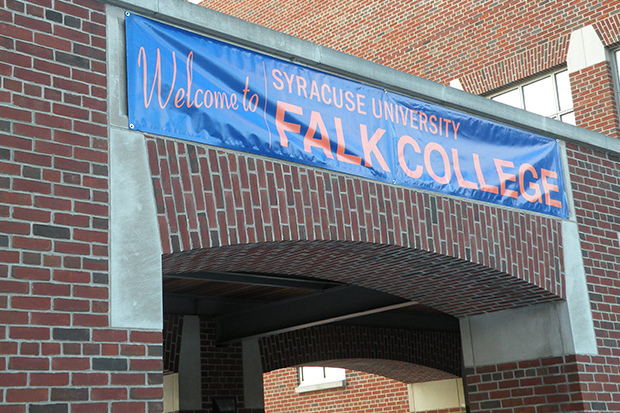 Welcome to
SYRACUSE UNIVERSITY
FALK COLLEGE